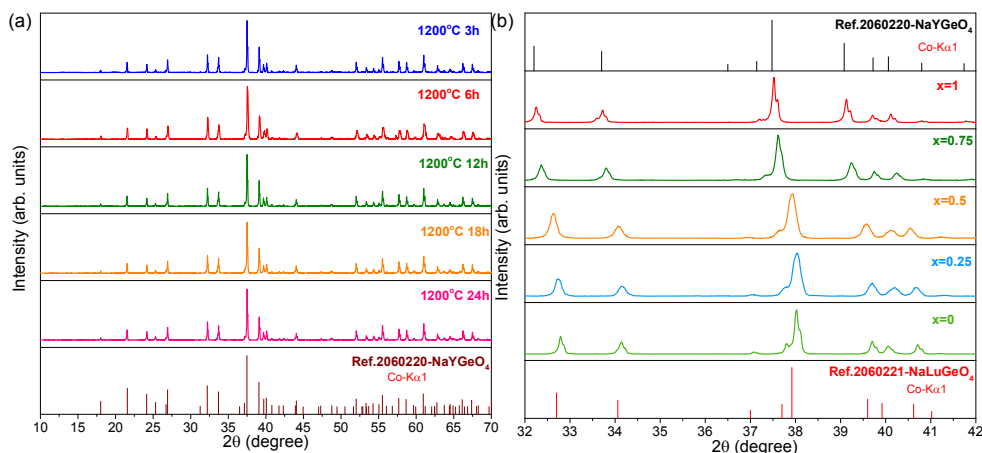 (a)
1200°C 3h
1200°C 6h
1200°C 12h
1200°C 18h
1200°C 24h
Ref.2060220-NaYGeO₄
Co-Kα1
Intensity (arb. units)
10 15 20 25 30 35 40 45 50 55 60 65 70
2θ (degree)
(b)
Ref.2060220-NaYGeO₄
Co-Kα1
x=1
x=0.75
x=0.5
x=0.25
x=0
Ref.2060221-NaLuGeO₄
Co-Kα1
Intensity (arb. units)
32 33 34 35 36 37 38 39 40 41 42
2θ (degree)